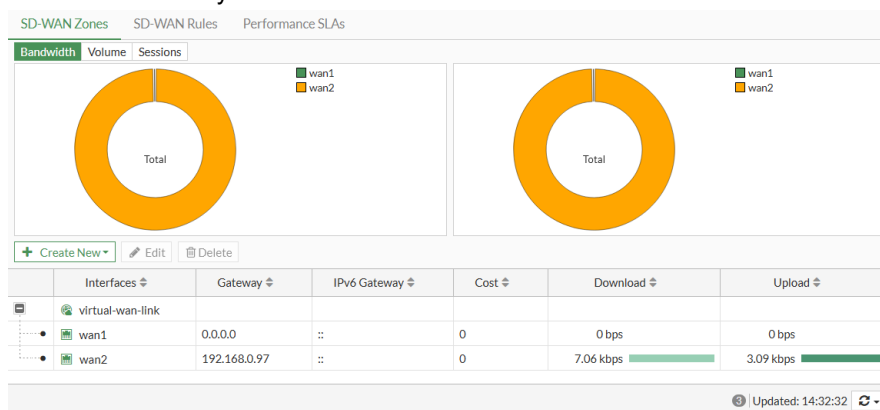 SD-WAN Zones SD-WAN Rules Performance SLAs
Bandwidth Volume Sessions
wan1
wan2
Total
wan1
wan2
Total
+ Create New Edit Delete
Interfaces Gateway IPv6 Gateway Cost Download Upload
virtual-wan-link
wan1 0.0.0.0 :: 0 0 bps 0 bps
wan2 192.168.0.97 :: 0 7.06 kbps 3.09 kbps
3 Updated: 14:32:32